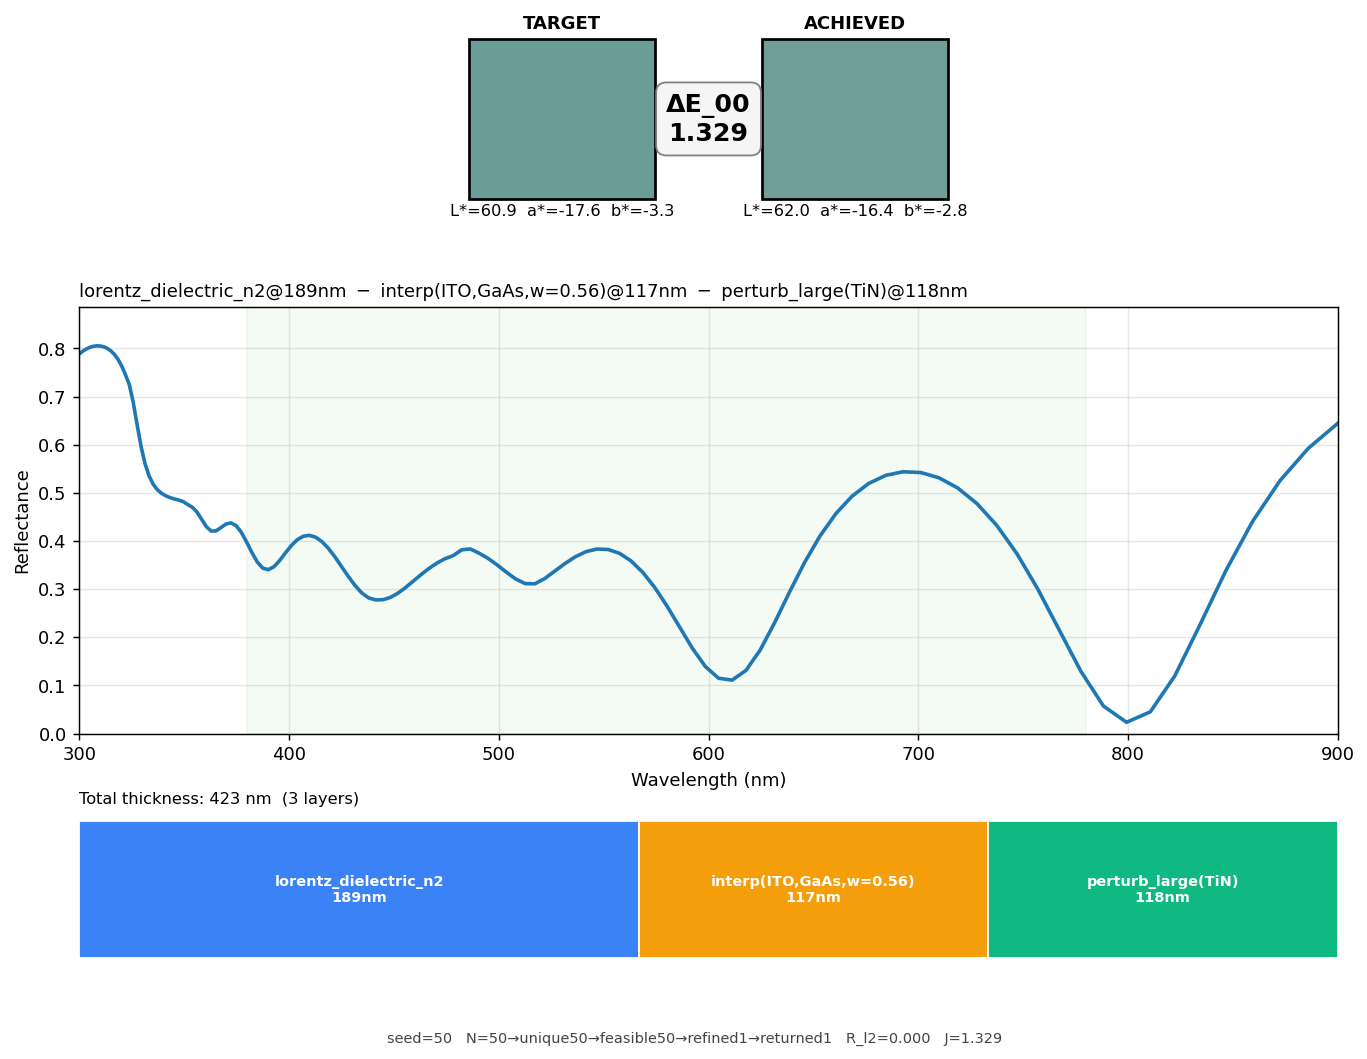 TARGET
ACHIEVED
ΔE_00
1.329
L*=60.9  a*=-17.6  b*=-3.3
L*=62.0  a*=-16.4  b*=-2.8
lorentz_dielectric_n2@189nm − interp(ITO,GaAs,w=0.56)@117nm − perturb_large(TiN)@118nm
Reflectance
0.8
0.7
0.6
0.5
0.4
0.3
0.2
0.1
0.0
300
400
500
600
700
800
900
Wavelength (nm)
Total thickness: 423 nm  (3 layers)
lorentz_dielectric_n2
189nm
interp(ITO,GaAs,w=0.56)
117nm
perturb_large(TiN)
118nm
seed=50   N=50→unique50→feasible50→refined1→returned1   R_l2=0.000   J=1.329